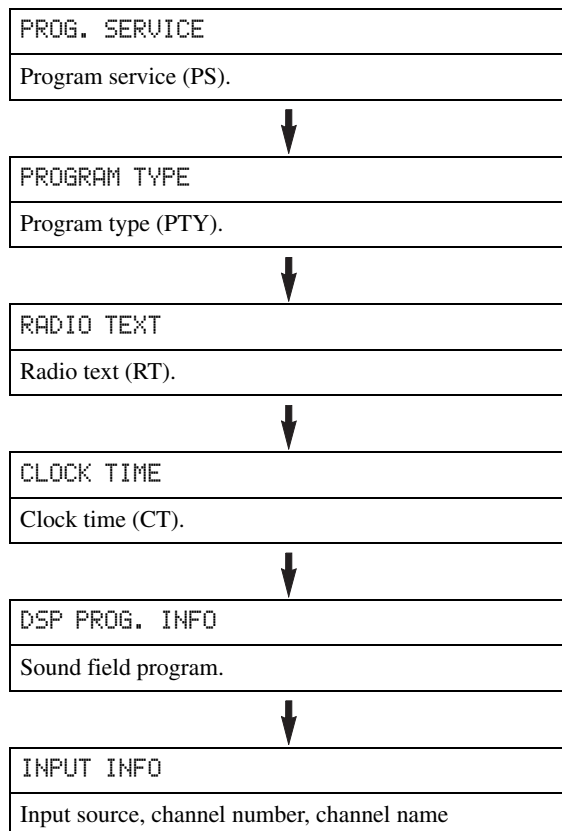 PROG. SERVICE
Program service (PS).
PROGRAM TYPE
Program type (PTY).
RADIO TEXT
Radio text (RT).
CLOCK TIME
Clock time (CT).
DSP PROG. INFO
Sound field program.
INPUT INFO
Input source, channel number, channel name